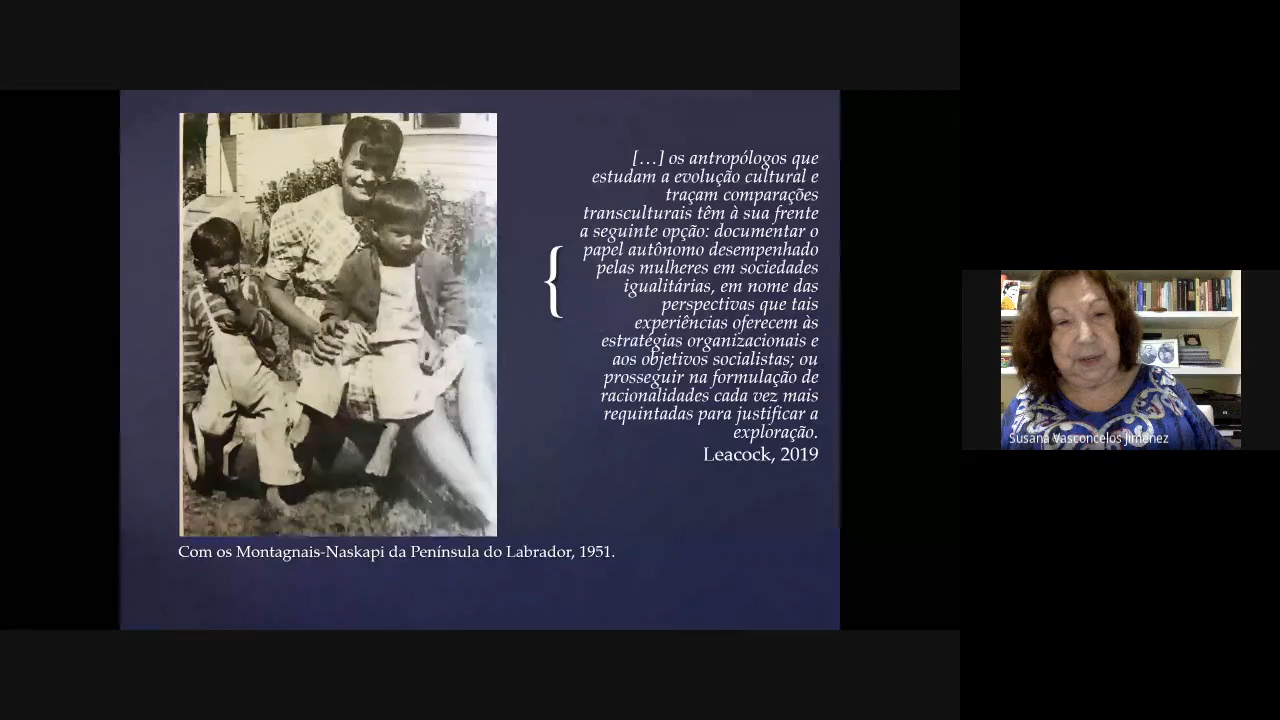 […] os antropólogos que
estudam a evolução cultural e
traçam comparações
transculturais têm à sua frente
a seguinte opção: documentar o
papel autônomo desempenhado
pelas mulheres em sociedades
igualitárias, em nome das
perspectivas que tais
experiências oferecem às
estratégias organizacionais e
aos objetivos socialistas; ou
prosseguir na formulação de
racionalidades cada vez mais
requintadas para justificar a
exploração.
Leacock, 2019
Com os Montagnais-Naskapi da Península do Labrador, 1951.
Susana Vasconcelos Jimenez